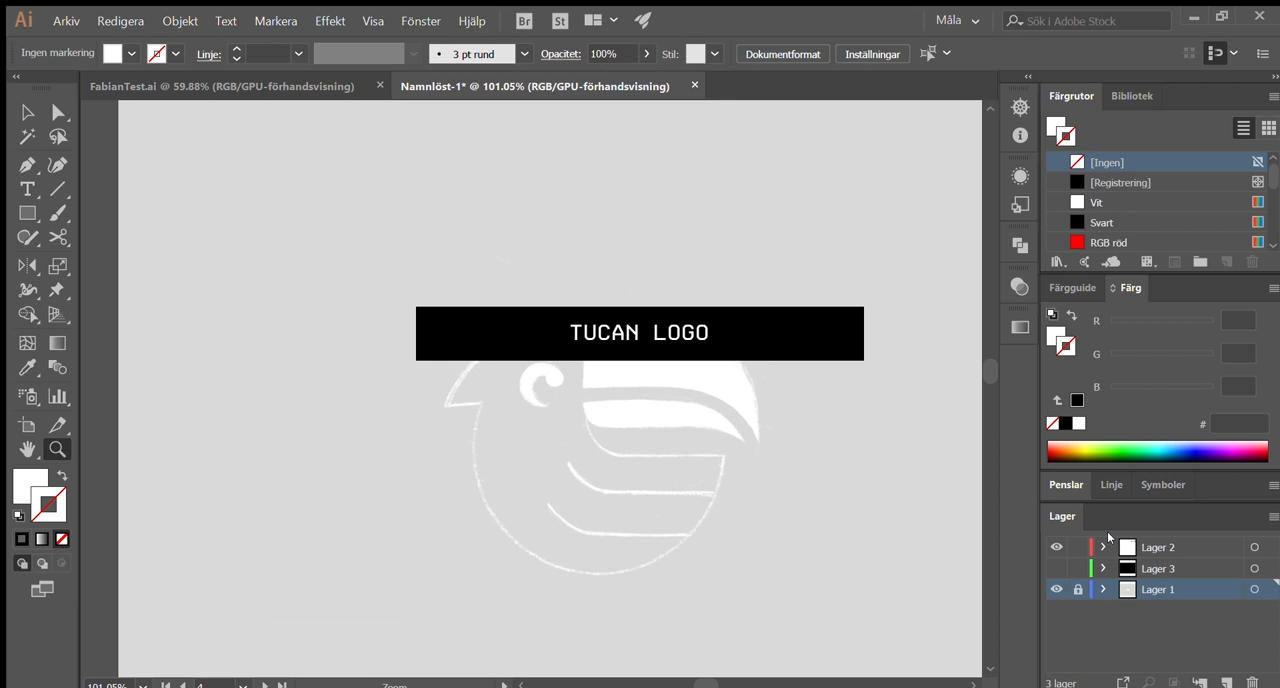 Ai Arkiv Redigera Objekt Text Markera Effekt Visa Fönster Hjälp Br St Måla Sök i Adobe Stock
Ingen markering Linje: 3 pt rund Opacitet: 100% Stil: Dokumentformat Inställningar
FabianTest.ai @ 59.88% (RGB/GPU-förhandsvisning) × Namnlöst-1* @ 101.05% (RGB/GPU-förhandsvisning) ×
Färgrutor Bibliotek
[Ingen]
[Registrering]
Vit
Svart
RGB röd
Färgguide Färg
R
G
B
#
TUCAN LOGO
Penslar Linje Symboler
Lager
Lager 2
Lager 3
Lager 1
101.05% 4 Zoom 3 lager